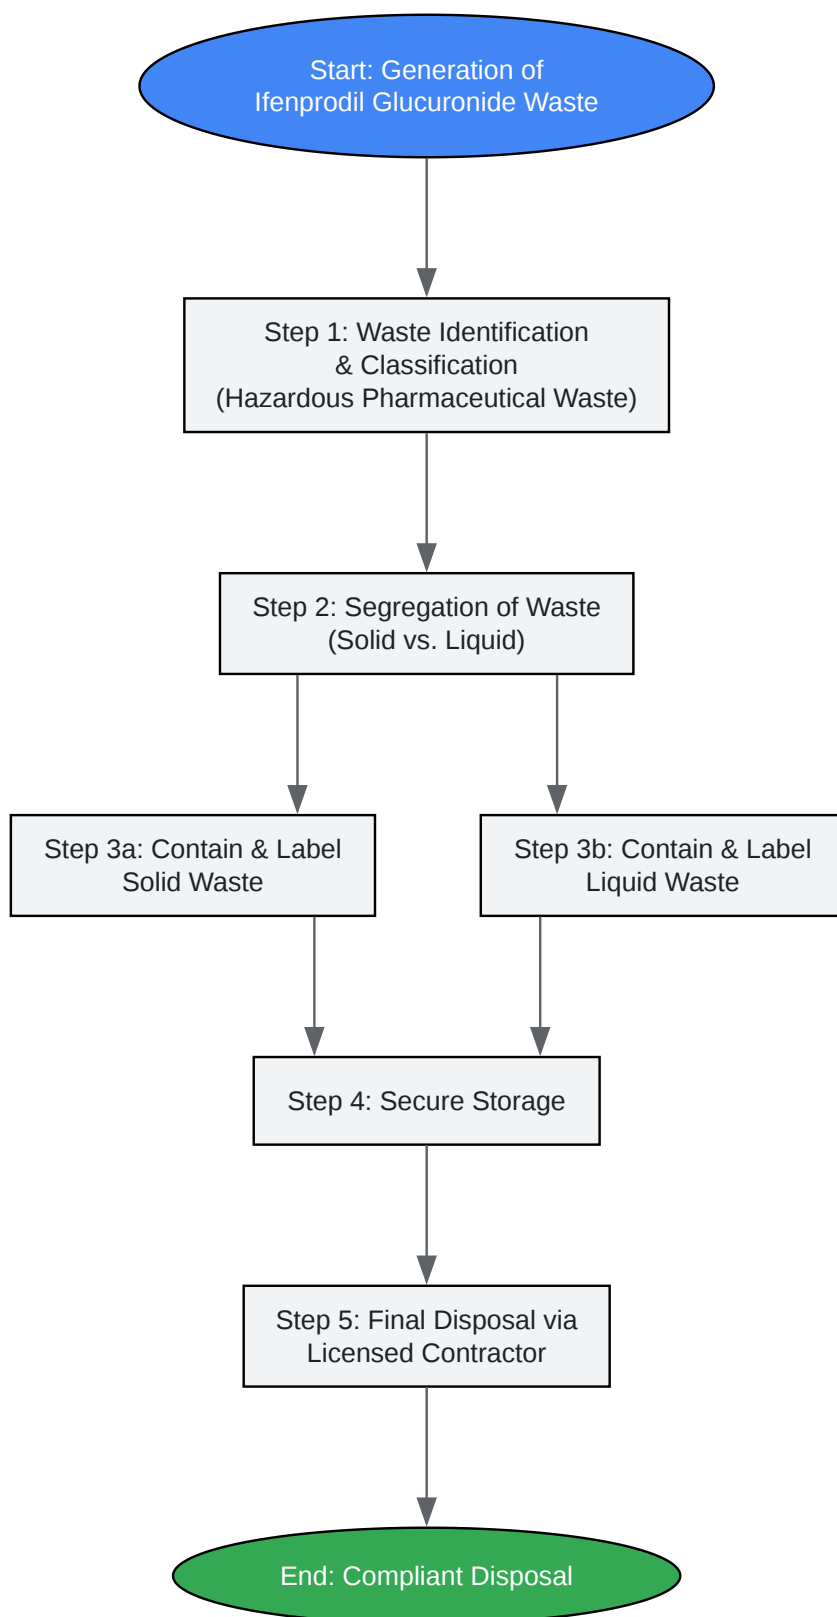 Start: Generation of
Ifenprodil Glucuronide Waste
Step 1: Waste Identification
& Classification
(Hazardous Pharmaceutical Waste)
Step 2: Segregation of Waste
(Solid vs. Liquid)
Step 3a: Contain & Label
Solid Waste
Step 3b: Contain & Label
Liquid Waste
Step 4: Secure Storage
Step 5: Final Disposal via
Licensed Contractor
End: Compliant Disposal